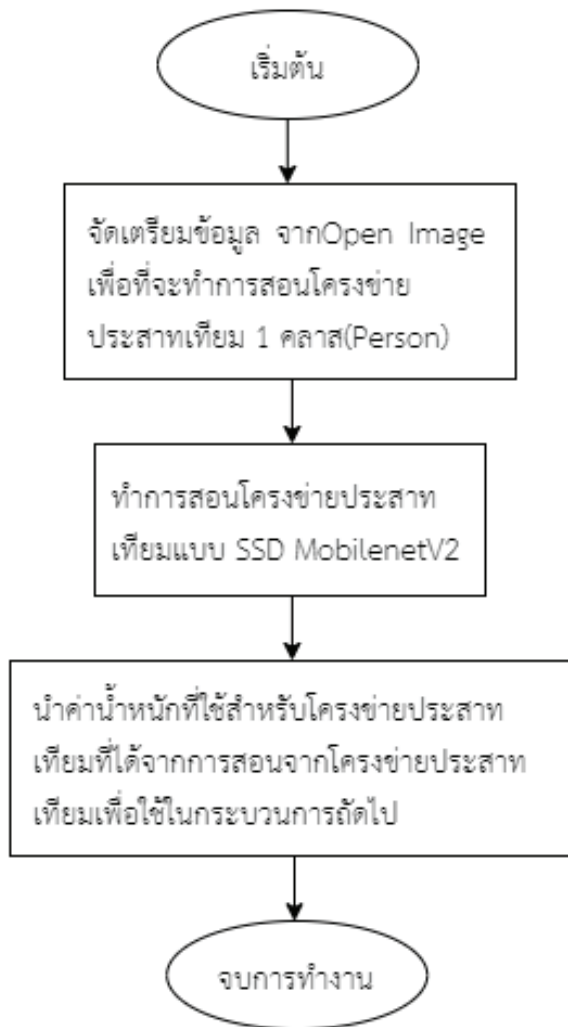 เริ่มต้น
จัดเตรียมข้อมูล จากOpen Image
เพื่อที่จะทำการสอนโครงข่าย
ประสาทเทียม 1 คลาส(Person)
ทำการสอนโครงข่ายประสาท
เทียมแบบ SSD MobilenetV2
นำค่าน้ำหนักที่ใช้สำหรับโครงข่ายประสาท
เทียมที่ได้จากการสอนจากโครงข่ายประสาท
เทียมเพื่อใช้ในกระบวนการถัดไป
จบการทำงาน